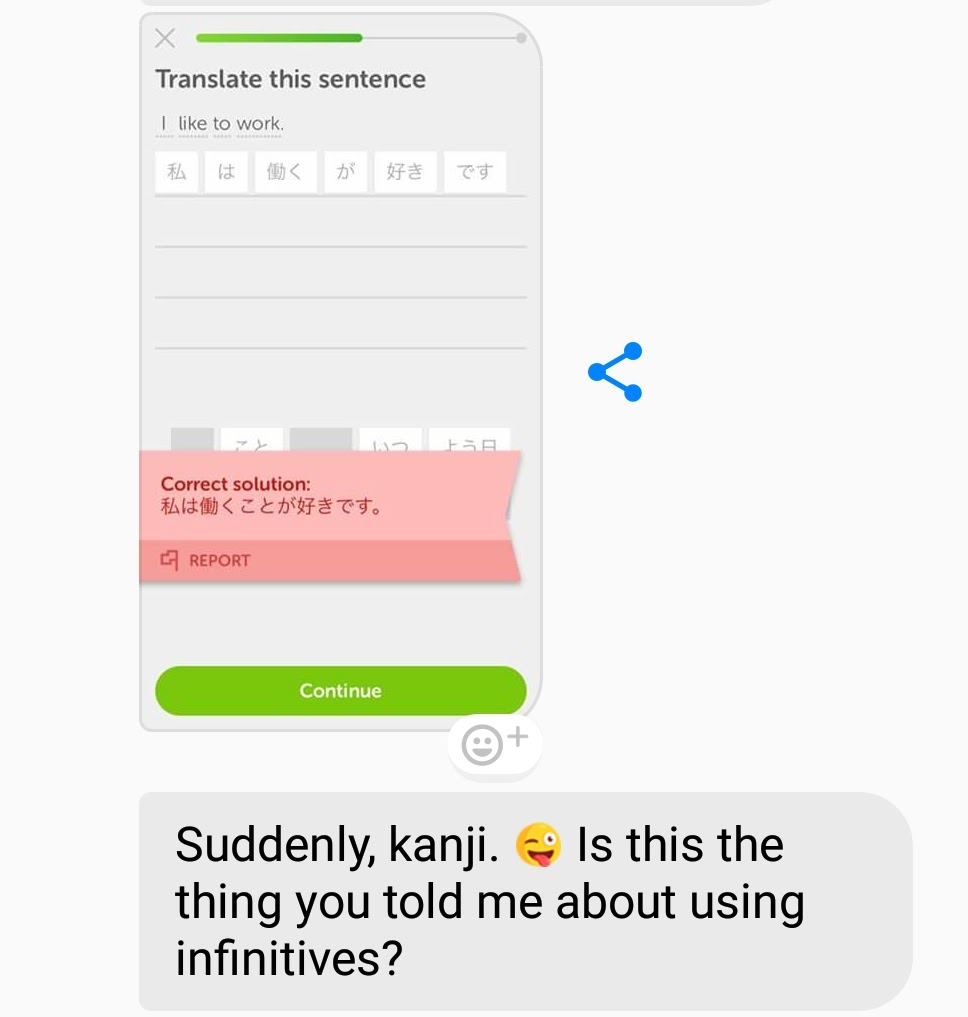 Translate this sentence
I like to work.
私 は 働く が 好き です
こと いつ よう日
Correct solution:
私は働くことが好きです。
REPORT
Continue
Suddenly, kanji. 😜 Is this the
thing you told me about using
infinitives?